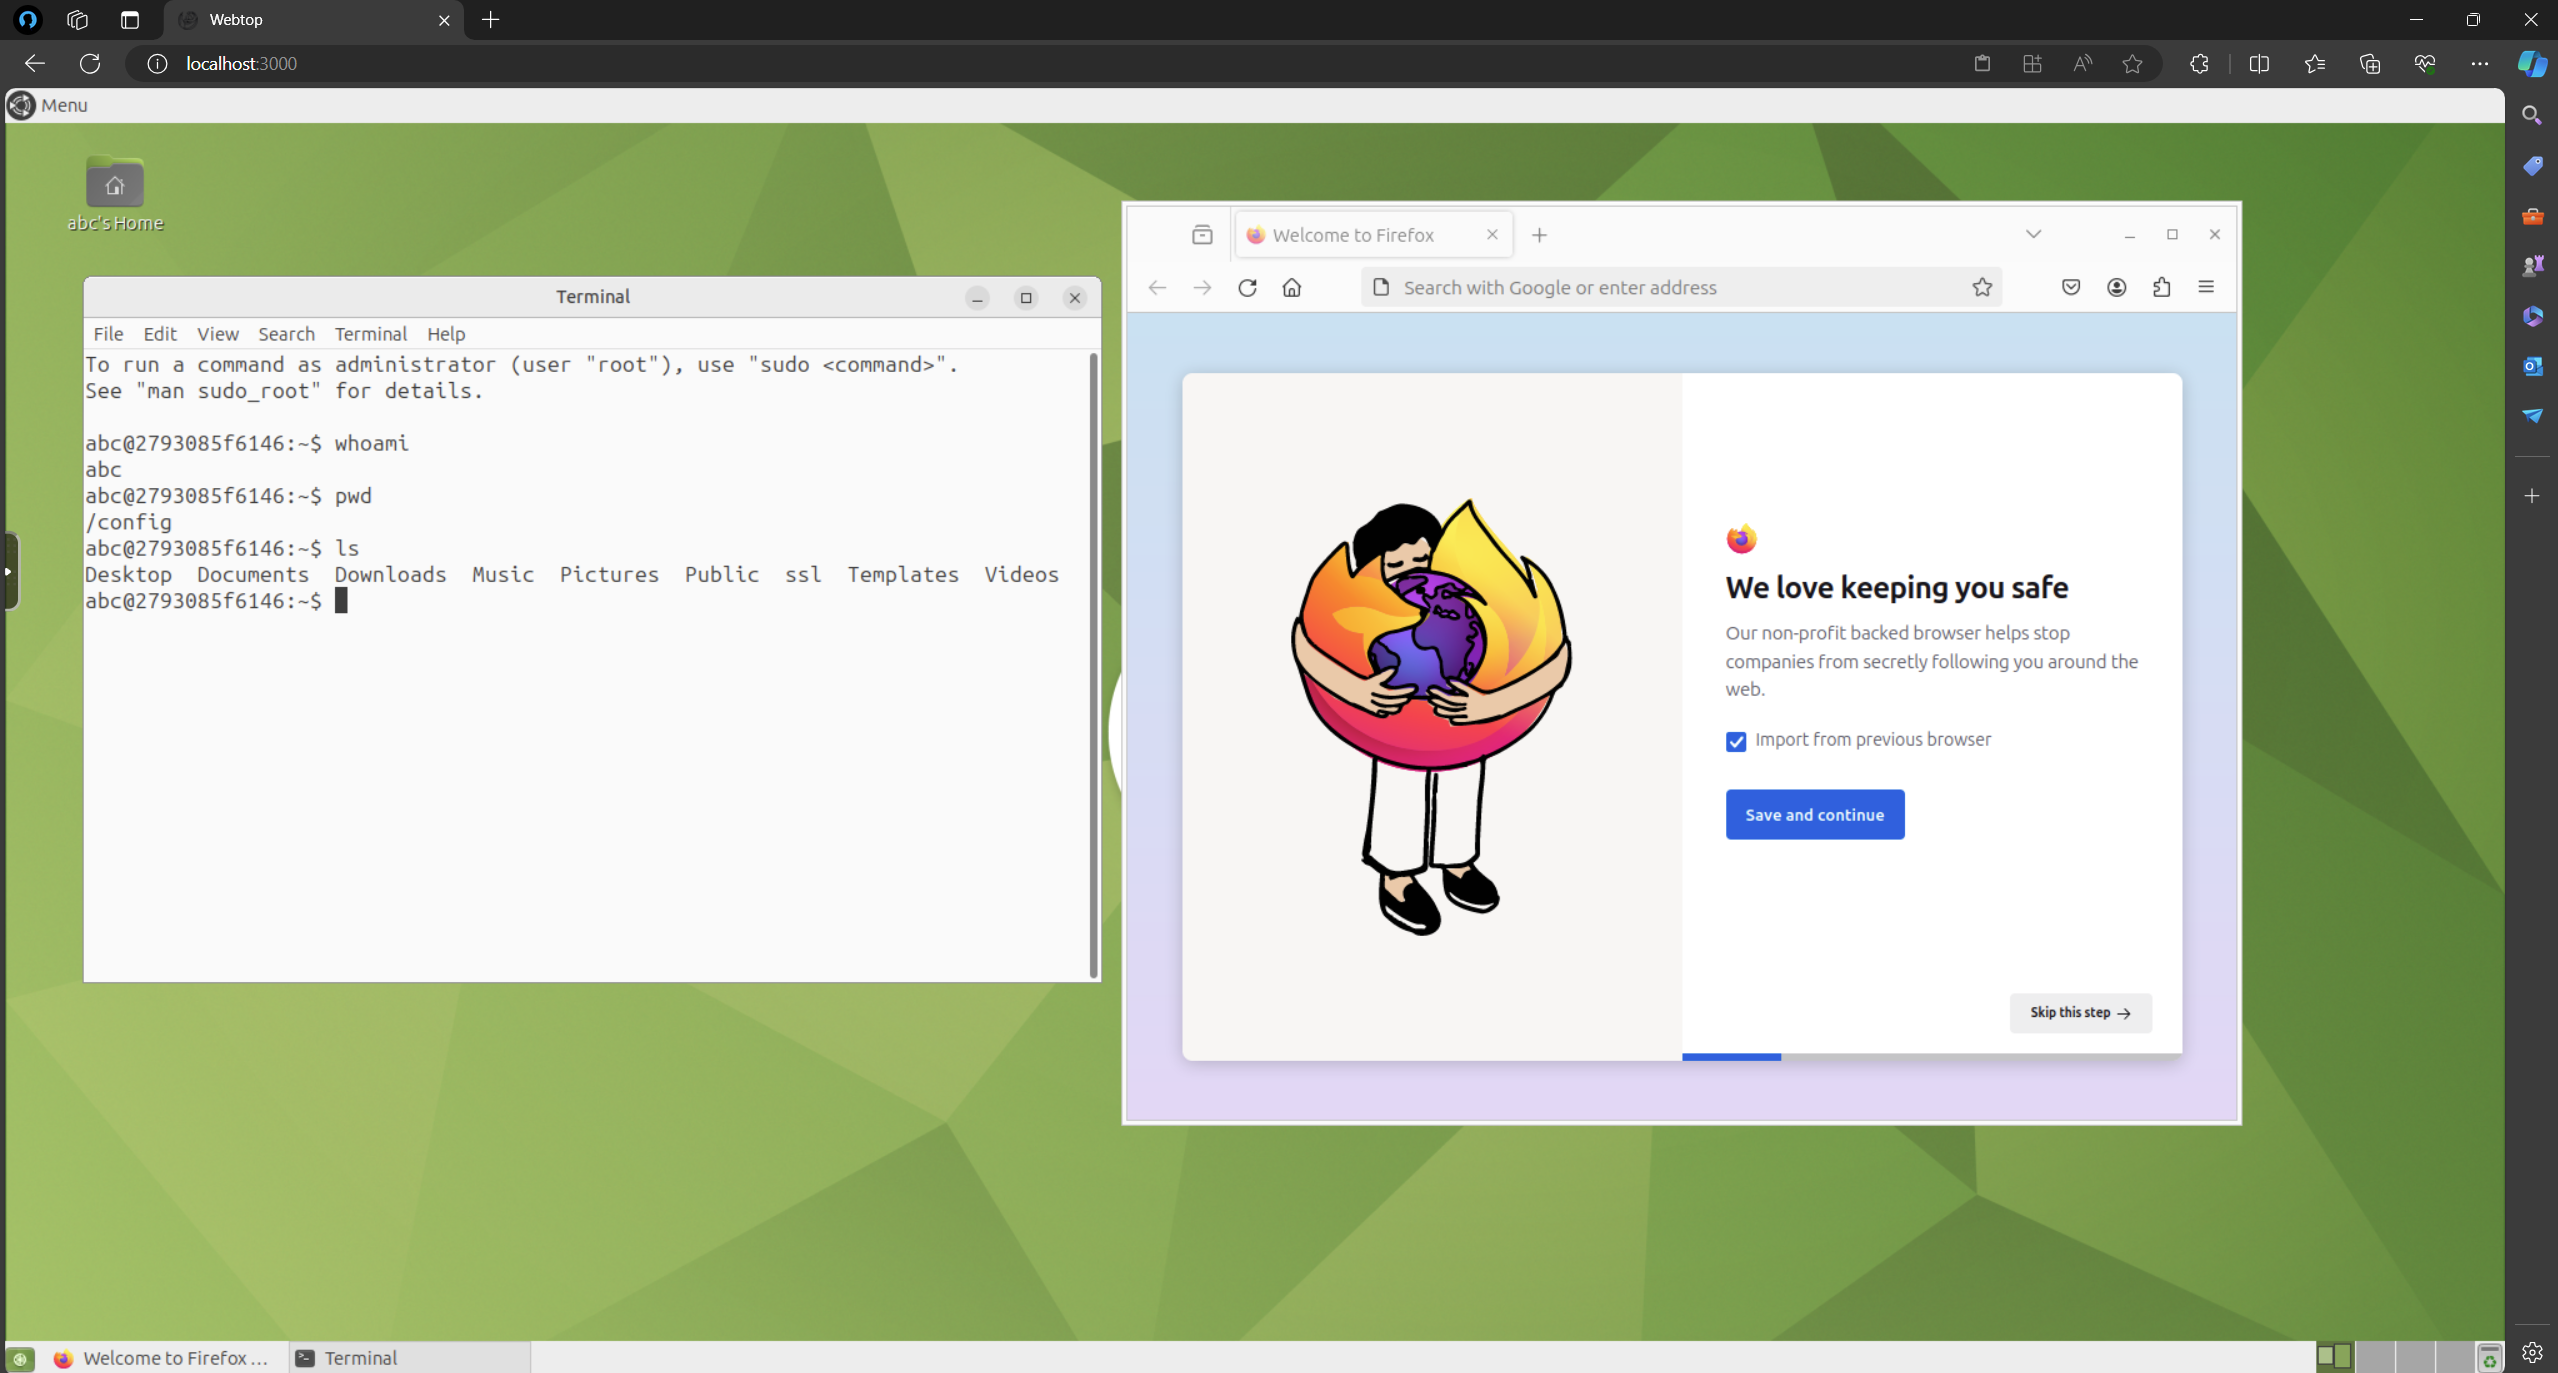 Webtop
localhost:3000
Menu
abc's Home
Terminal
File Edit View Search Terminal Help
To run a command as administrator (user "root"), use "sudo <command>".
See "man sudo_root" for details.
abc@2793085f6146:~$ whoami
abc
abc@2793085f6146:~$ pwd
/config
abc@2793085f6146:~$ ls
Desktop Documents Downloads Music Pictures Public ssl Templates Videos
abc@2793085f6146:~$
Welcome to Firefox
Search with Google or enter address
We love keeping you safe
Our non-profit backed browser helps stop
companies from secretly following you around the
web.
Import from previous browser
Save and continue
Skip this step →
Welcome to Firefox ...
Terminal